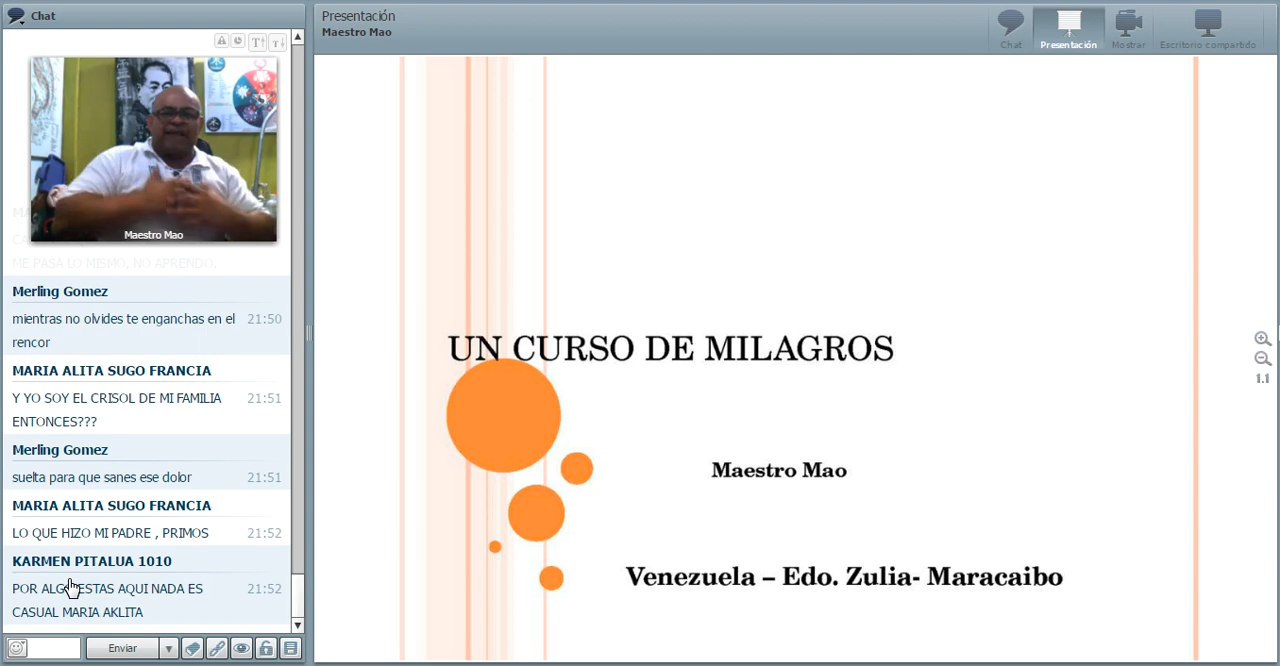 Chat
Maestro Mao
ME PASA LO MISMO, NO APRENDO.
Merling Gomez
mientras no olvides te enganchas en el 21:50
rencor
MARIA ALITA SUGO FRANCIA
Y YO SOY EL CRISOL DE MI FAMILIA 21:51
ENTONCES???
Merling Gomez
suelta para que sanes ese dolor 21:51
MARIA ALITA SUGO FRANCIA
LO QUE HIZO MI PADRE , PRIMOS 21:52
KARMEN PITALUA 1010
POR ESTAS AQUI NADA ES 21:52
CASUAL MARIA AKLITA
Enviar
Presentación
Maestro Mao
Chat Presentación Mostrar Escritorio compartido
UN CURSO DE MILAGROS
Maestro Mao
Venezuela – Edo. Zulia- Maracaibo
1.1